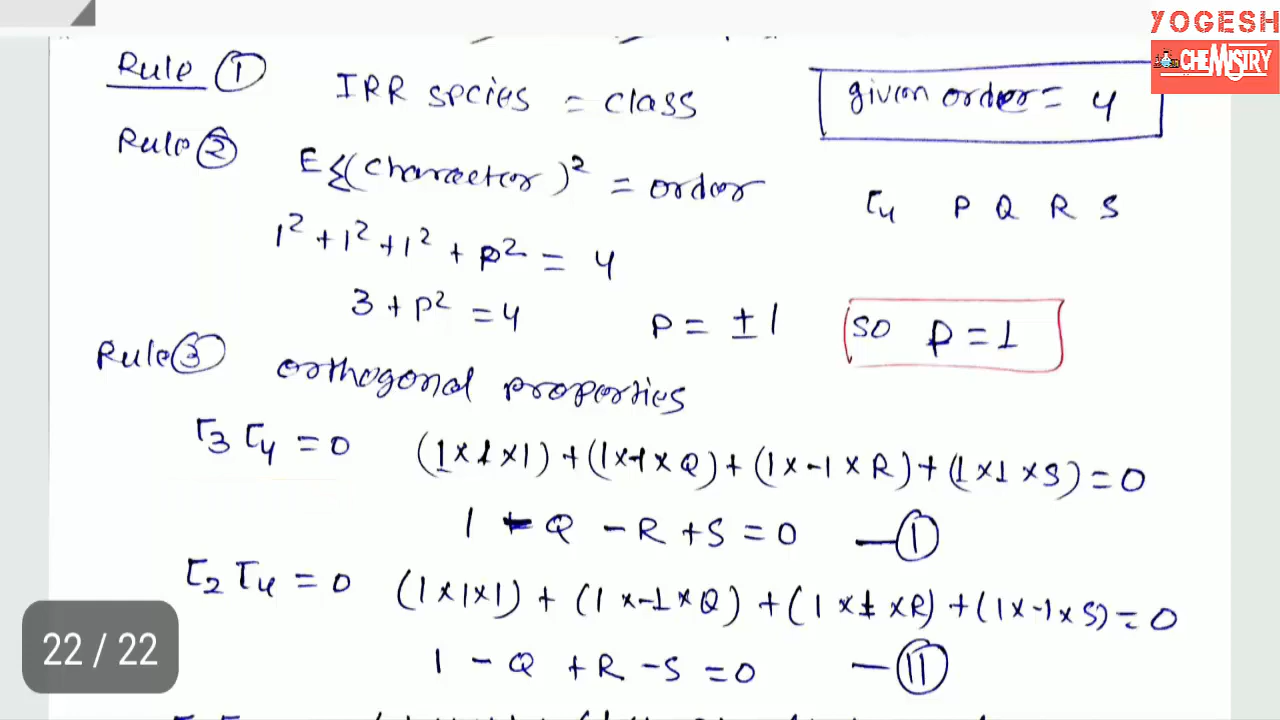 YOGESH
CHEMISTRY
Rule ①
IRR species = class
given order = 4
Rule ②
E Σ(Character)² = order
Γ4 P Q R S
1² + 1² + 1² + p² = 4
3 + p² = 4
P = ± 1
so P = 1
Rule ③
orthogonal properties
Γ3 Γ4 = 0 (1×1×1) + (1×-1×Q) + (1×-1×R) + (1×1×S) = 0
1 - Q - R + S = 0 —Ⓘ
Γ2 Γ4 = 0 (1×1×1) + (1×-1×Q) + (1×1×R) + (1×-1×S) = 0
1 - Q + R - S = 0 —(II)
22 / 22